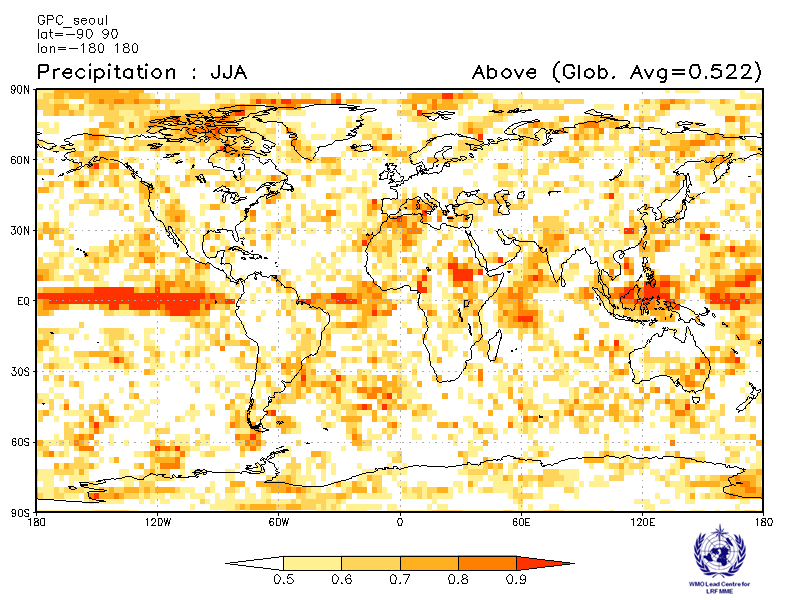 GPC_seoul
lat=-90 90
lon=-180 180
Precipitation : JJA
Above (Glob. Avg=0.522)
90N
60N
30N
EQ
30S
60S
90S
180 120W 60W 0 60E 120E 180
0.5 0.6 0.7 0.8 0.9
WMO Lead Centre for
LRF MME